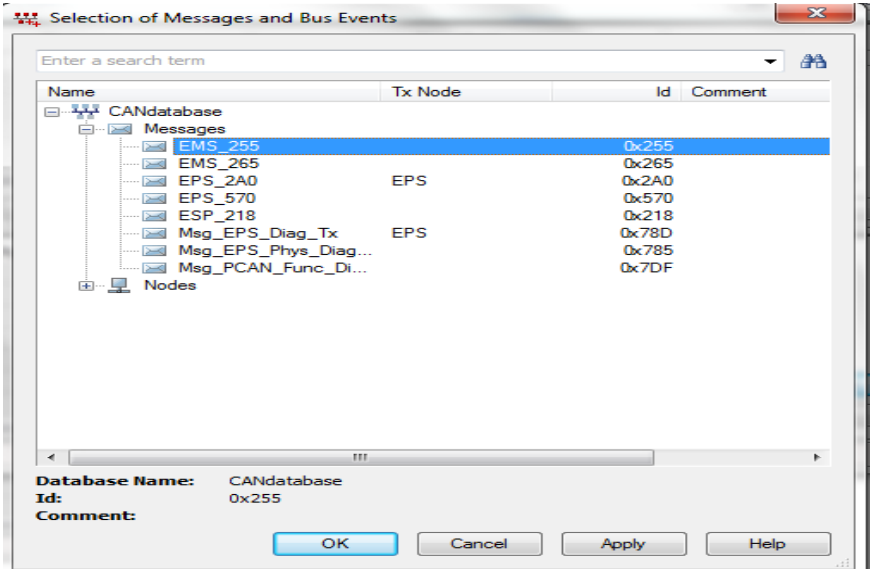 Selection of Messages and Bus Events
Enter a search term
Name Tx Node Id Comment
CANdatabase
Messages
EMS_255 0x255
EMS_265 0x265
EPS_2A0 EPS 0x2A0
EPS_570 0x570
ESP_218 0x218
Msg_EPS_Diag_Tx EPS 0x78D
Msg_EPS_Phys_Diag... 0x785
Msg_PCAN_Func_Di... 0x7DF
Nodes
Database Name: CANdatabase
Id: 0x255
Comment:
OK Cancel Apply Help